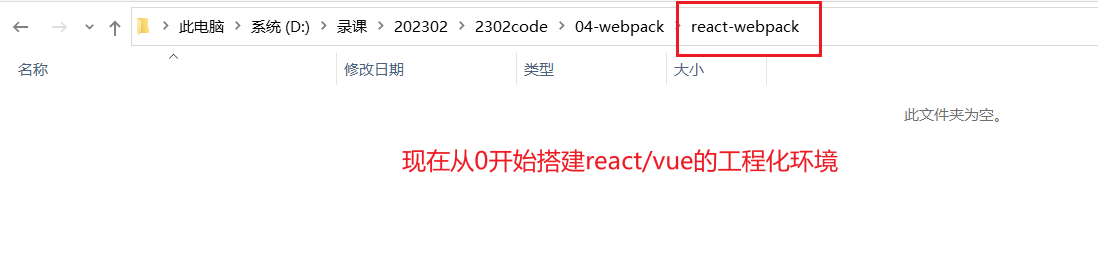 此电脑 系统 (D:) 录课 202302 2302code 04-webpack react-webpack
名称 修改日期 类型 大小
此文件夹为空。
现在从0开始搭建react/vue的工程化环境